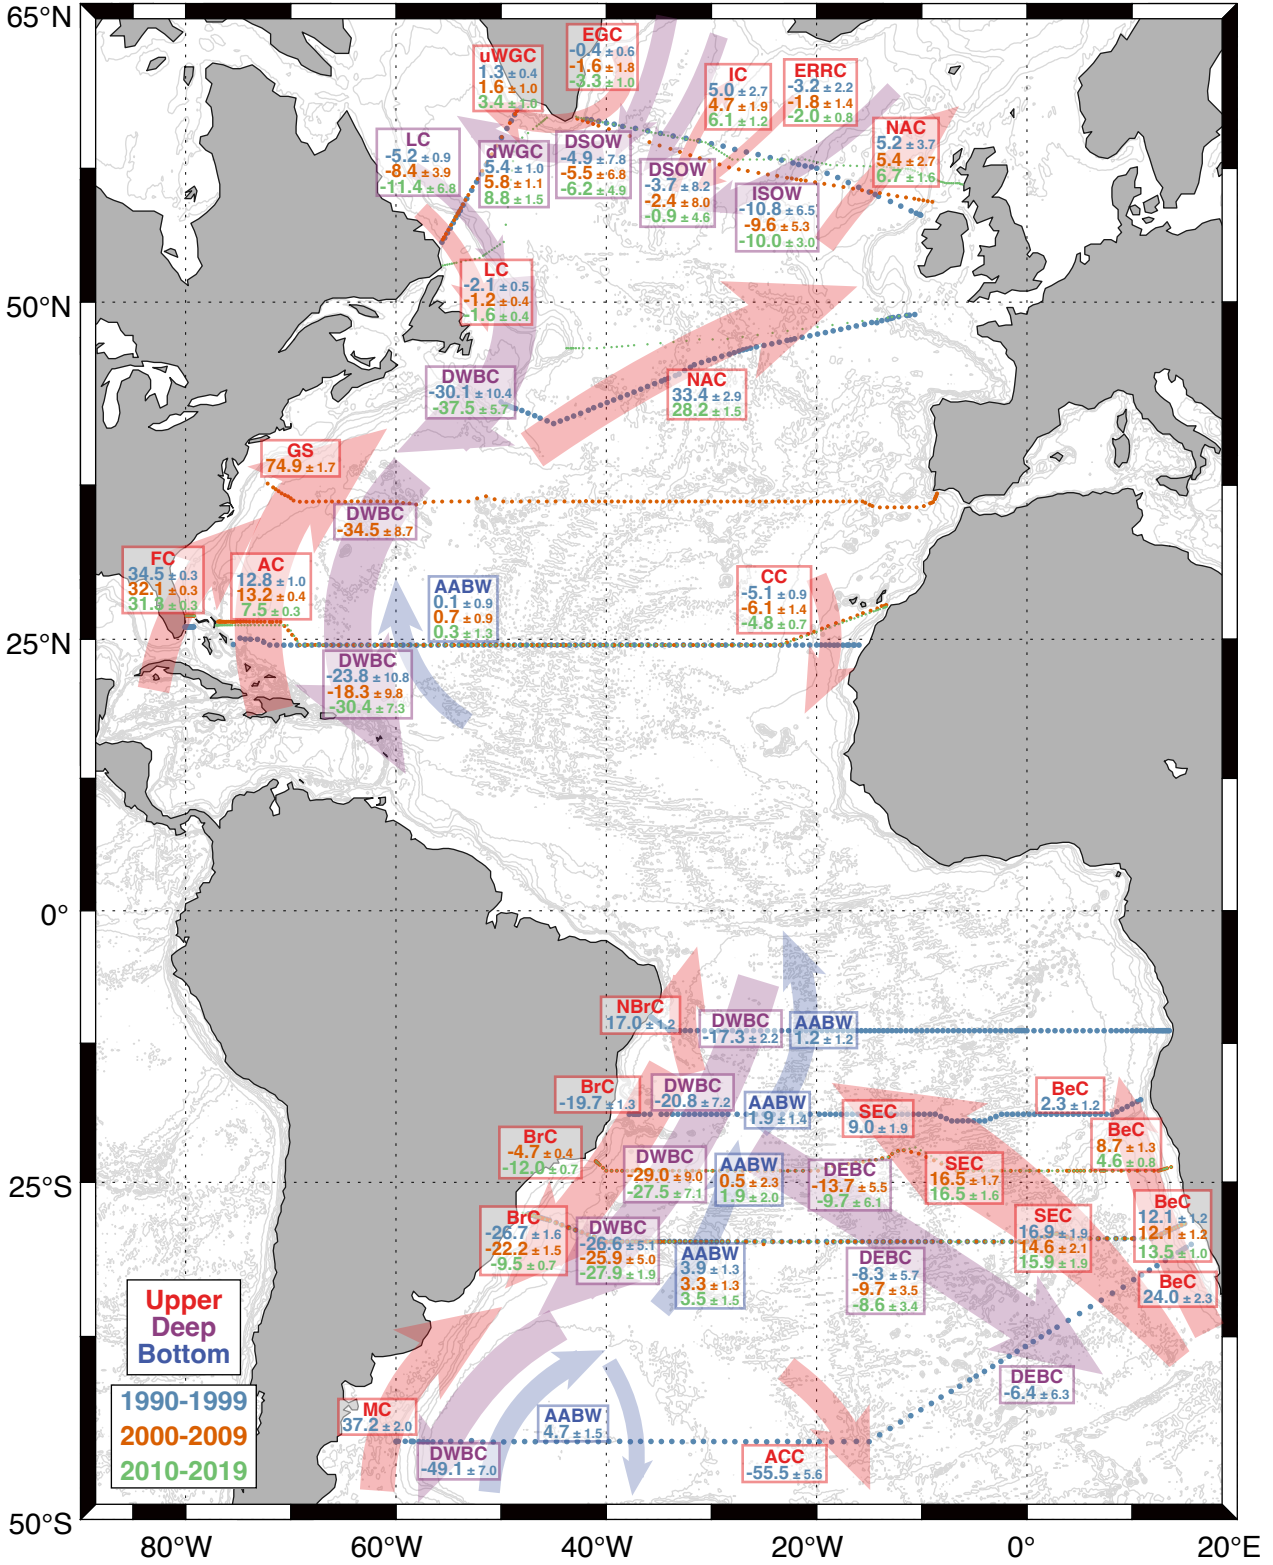 65°N
50°N
25°N
0°
25°S
50°S
80°W
60°W
40°W
20°W
0°
20°E
uWGC
1.3 ± 0.4
1.6 ± 1.0
3.4 ± 1.0
EGC
-0.4 ± 0.6
-1.6 ± 1.8
-3.3 ± 1.0
IC
5.0 ± 2.7
4.7 ± 1.9
6.1 ± 1.2
ERRC
-3.2 ± 2.2
-1.8 ± 1.4
-2.0 ± 0.8
NAC
5.2 ± 3.7
5.4 ± 2.7
6.7 ± 1.6
LC
-5.2 ± 0.9
-8.4 ± 3.9
-11.4 ± 6.8
dWGC
5.4 ± 1.0
5.8 ± 1.1
8.8 ± 1.5
DSOW
-4.9 ± 7.8
-5.5 ± 6.8
-6.2 ± 4.9
DSOW
-3.7 ± 8.2
-2.4 ± 8.0
-0.9 ± 4.6
ISOW
-10.8 ± 6.5
-9.6 ± 5.3
-10.0 ± 3.0
LC
-2.1 ± 0.5
-1.2 ± 0.4
-1.6 ± 0.4
DWBC
-30.1 ± 10.4
-37.5 ± 5.7
NAC
33.4 ± 2.9
28.2 ± 1.5
GS
74.9 ± 1.7
DWBC
-34.5 ± 8.7
FC
34.5 ± 0.3
32.1 ± 0.3
31.8 ± 0.3
AC
12.8 ± 1.0
13.2 ± 0.4
7.5 ± 0.3
AABW
0.1 ± 0.9
0.7 ± 0.9
0.3 ± 1.3
CC
-5.1 ± 0.9
-6.1 ± 1.4
-4.8 ± 0.7
DWBC
-23.8 ± 10.8
-18.3 ± 9.8
-30.4 ± 7.3
NBrC
17.0 ± 1.2
DWBC
-17.3 ± 2.2
AABW
1.2 ± 1.2
BrC
-19.7 ± 1.3
DWBC
-20.8 ± 7.2
AABW
1.9 ± 1.4
SEC
9.0 ± 1.9
BeC
2.3 ± 1.2
BrC
-4.7 ± 0.4
-12.0 ± 0.7
DWBC
-29.0 ± 9.0
-27.5 ± 7.1
AABW
0.5 ± 2.3
1.9 ± 2.0
DEBC
-13.7 ± 5.5
-9.7 ± 6.1
SEC
16.5 ± 1.7
16.5 ± 1.6
BeC
8.7 ± 1.3
4.6 ± 0.8
BrC
-26.7 ± 1.6
-22.2 ± 1.5
-9.5 ± 0.7
DWBC
-26.6 ± 5.1
-25.9 ± 5.0
-27.9 ± 1.9
AABW
3.9 ± 1.3
3.3 ± 1.3
3.5 ± 1.5
DEBC
-8.3 ± 5.7
-9.7 ± 3.5
-8.6 ± 3.4
SEC
16.9 ± 1.9
14.6 ± 2.1
15.9 ± 1.9
BeC
12.1 ± 1.2
12.1 ± 1.2
13.5 ± 1.0
BeC
24.0 ± 2.3
DEBC
-6.4 ± 6.3
MC
37.2 ± 2.0
DWBC
-49.1 ± 7.0
AABW
4.7 ± 1.5
ACC
-55.5 ± 5.6
Upper
Deep
Bottom
1990-1999
2000-2009
2010-2019